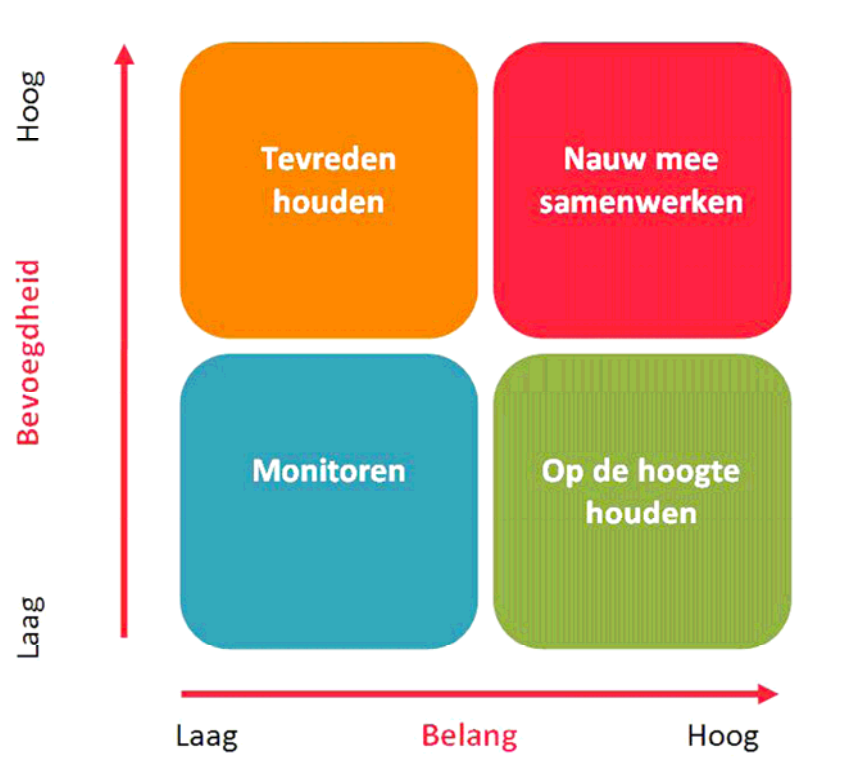 Hoog
Tevreden
houden
Nauw mee
samenwerken
Bevoegdheid
Monitoren
Op de hoogte
houden
Laag
Laag
Belang
Hoog